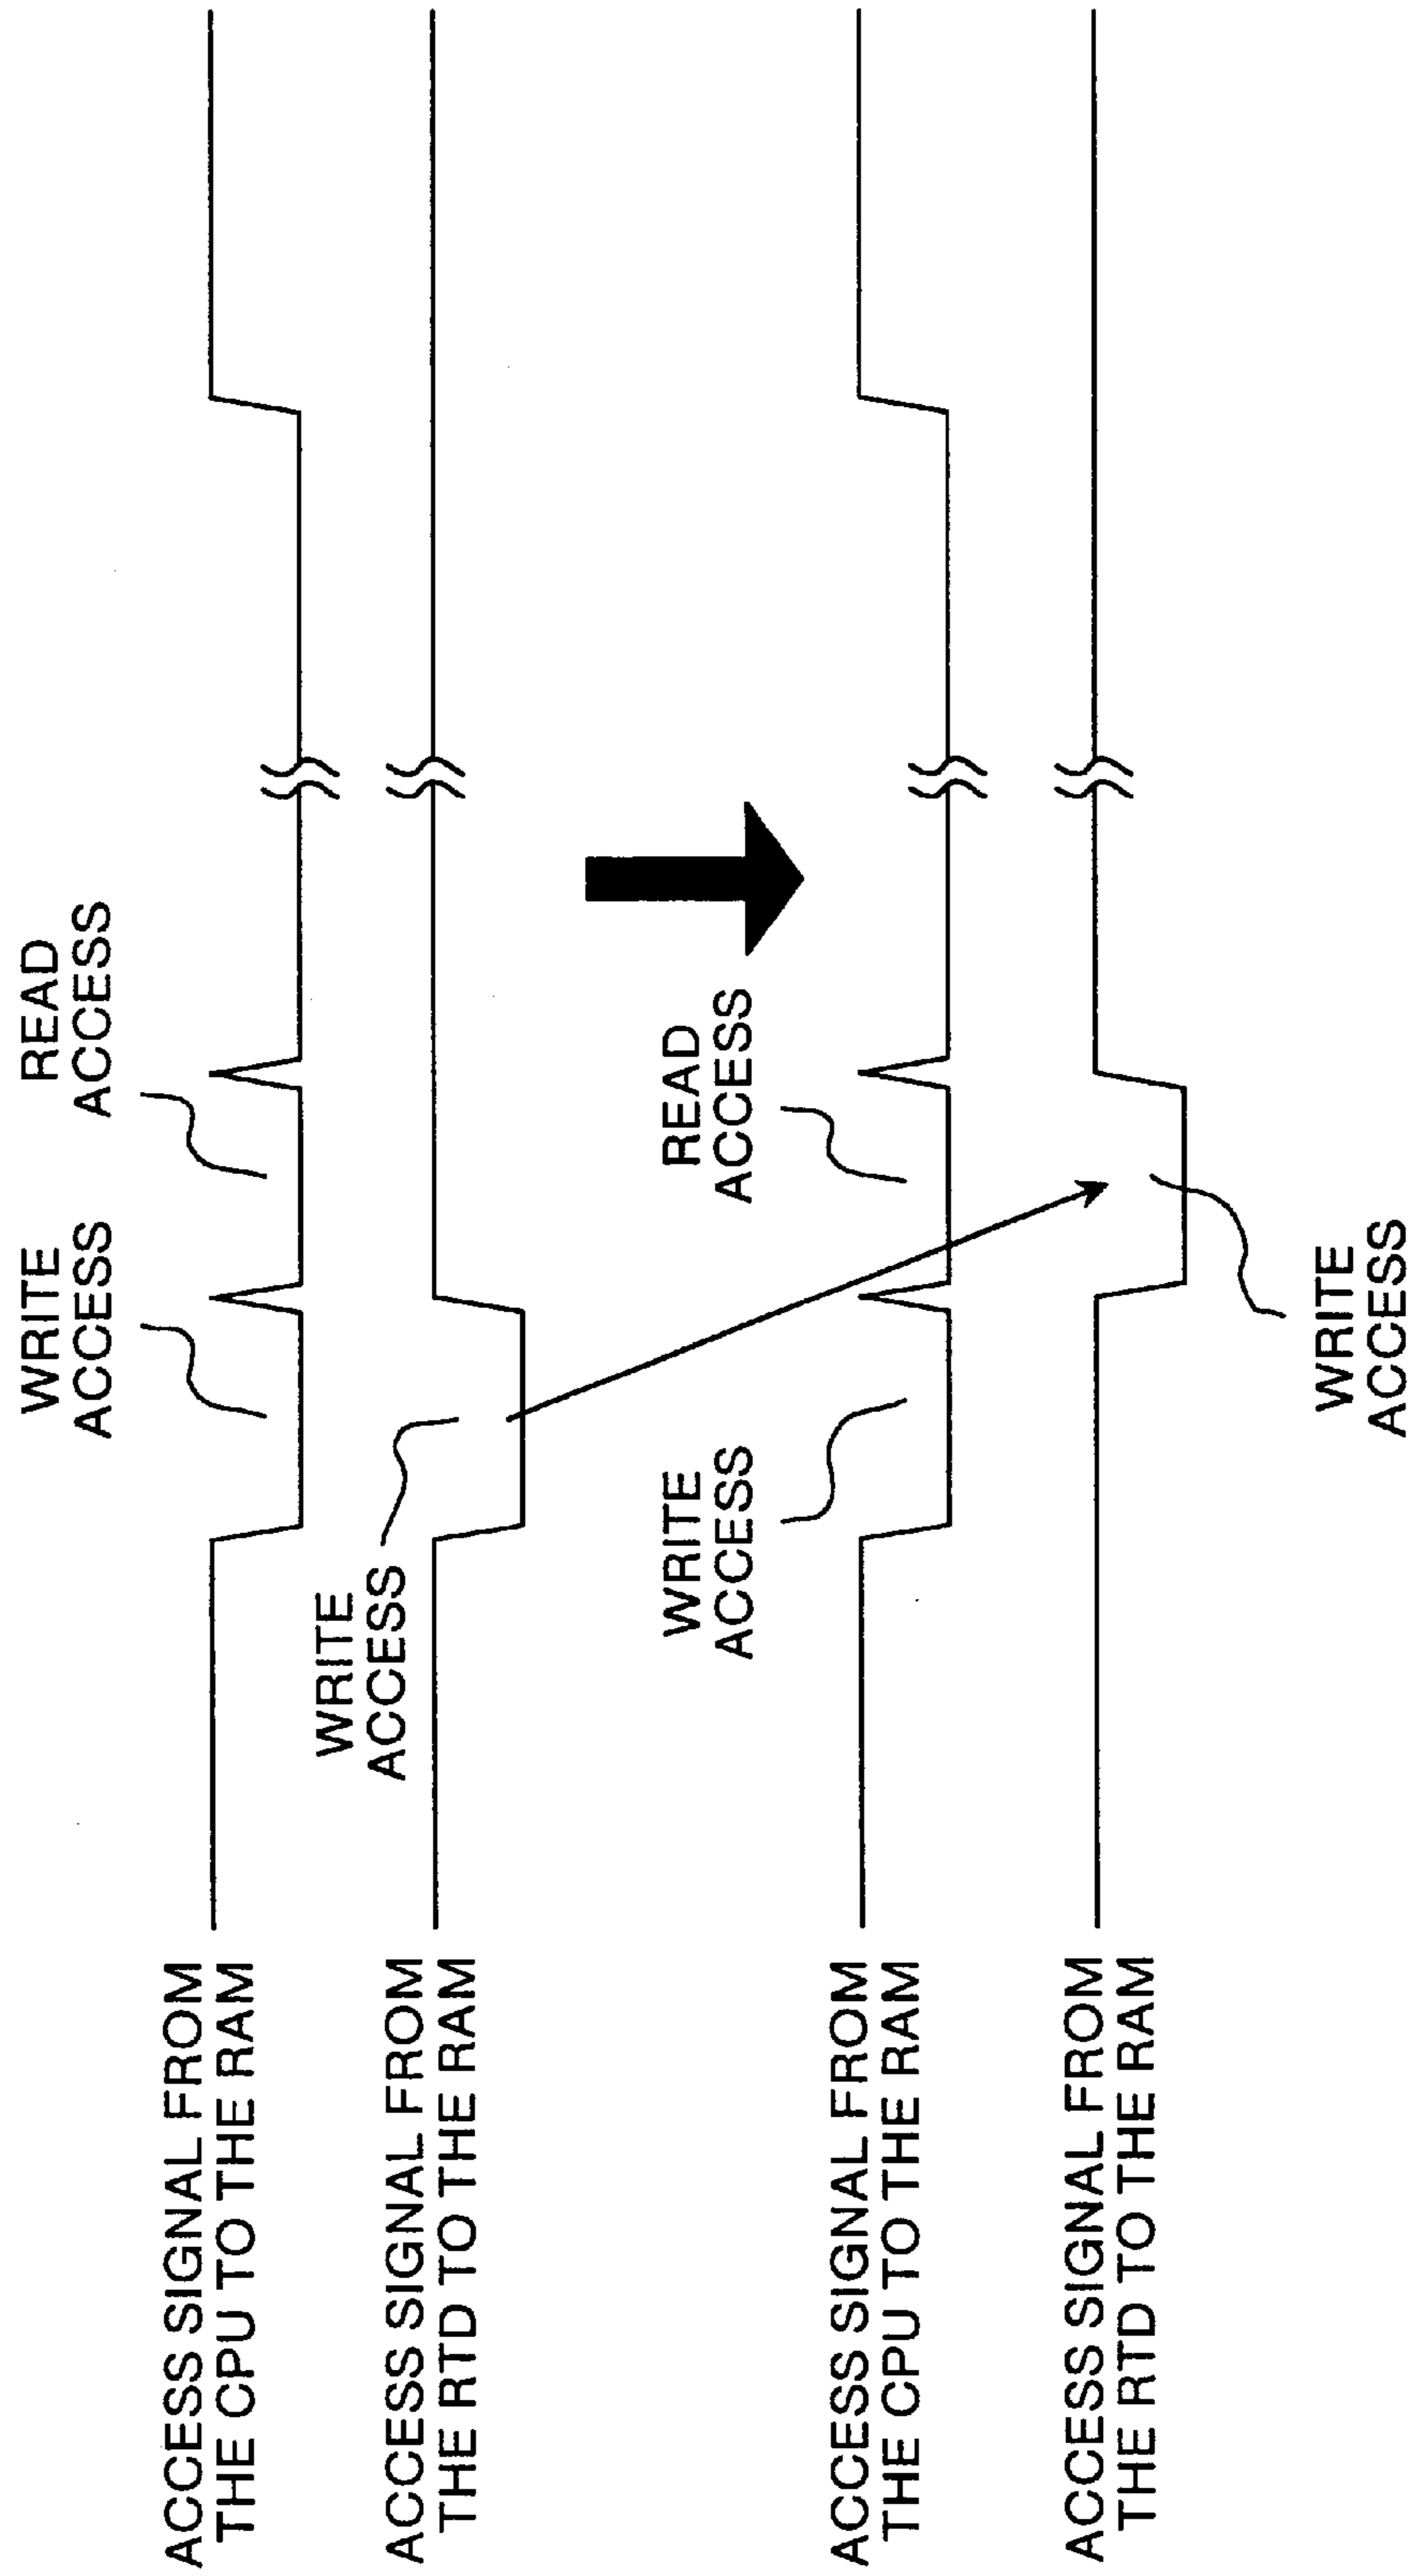 WRITE
ACCESS
READ
ACCESS
ACCESS SIGNAL FROM
THE CPU TO THE RAM
WRITE
ACCESS
ACCESS SIGNAL FROM
THE RTD TO THE RAM
WRITE
ACCESS
READ
ACCESS
ACCESS SIGNAL FROM
THE CPU TO THE RAM
ACCESS SIGNAL FROM
THE RTD TO THE RAM
WRITE
ACCESS